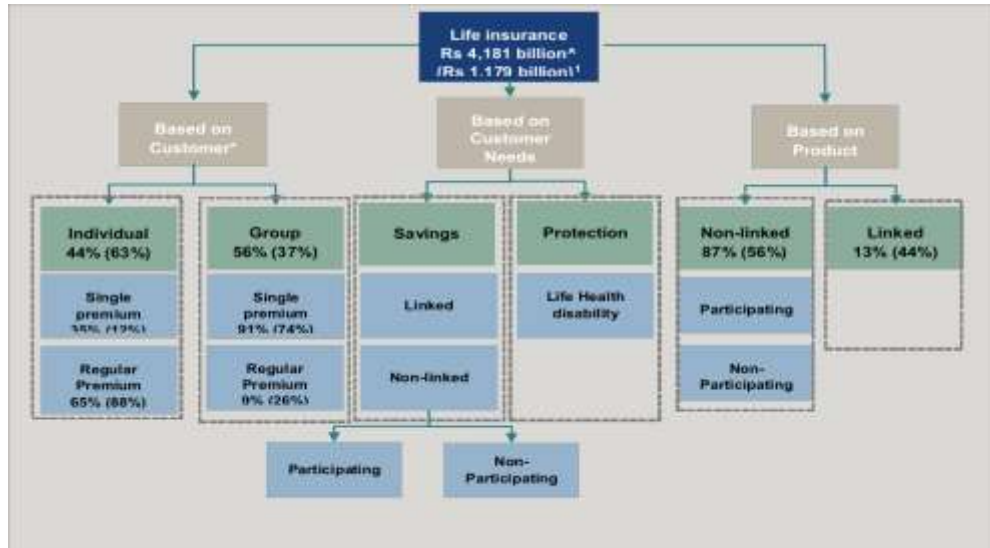 Life insurance
Rs 4,181 billion^
(Rs 1,179 billion)¹
Based on
Customer*
Based on
Customer
Needs
Based on
Product
Individual
44% (63%)
Group
56% (37%)
Savings
Protection
Non-linked
87% (56%)
Linked
13% (44%)
Single
premium
35% (12%)
Single
premium
91% (74%)
Linked
Life Health
disability
Participating
Regular
Premium
65% (88%)
Regular
Premium
9% (26%)
Non-linked
Non-
Participating
Participating
Non-
Participating